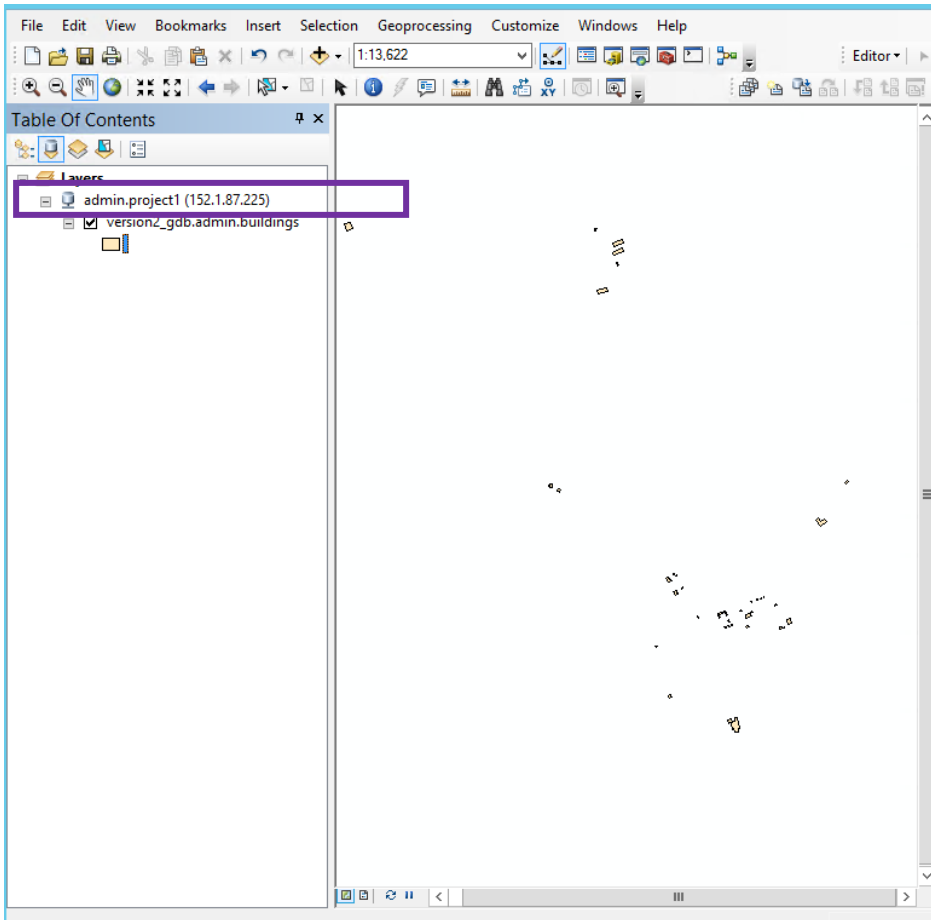 File Edit View Bookmarks Insert Selection Geoprocessing Customize Windows Help
1:13,622
Editor
Table Of Contents
Layers
admin.project1 (152.1.87.225)
version2_gdb.admin.buildings